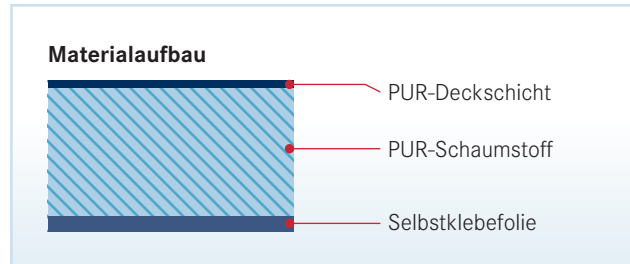 Materialaufbau
PUR-Deckschicht
PUR-Schaumstoff
Selbstklebefolie